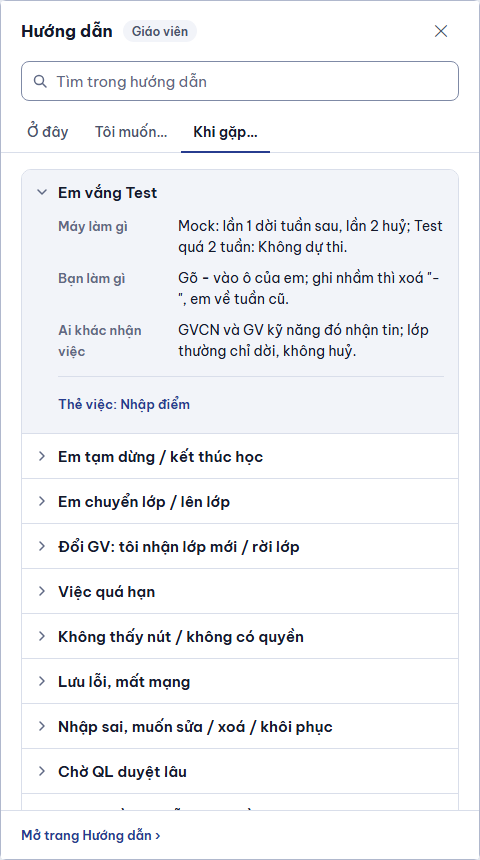 Hướng dẫn Giáo viên
Tìm trong hướng dẫn
Ở đây Tôi muốn... Khi gặp...
Em vắng Test
Máy làm gì Mock: lần 1 dời tuần sau, lần 2 huỷ; Test
quá 2 tuần: Không dự thi.
Bạn làm gì Gõ - vào ô của em; ghi nhầm thì xoá "-
", em về tuần cũ.
Ai khác nhận GVCN và GV kỹ năng đó nhận tin; lớp
việc thường chỉ dời, không huỷ.
Thẻ việc: Nhập điểm
Em tạm dừng / kết thúc học
Em chuyển lớp / lên lớp
Đổi GV: tôi nhận lớp mới / rời lớp
Việc quá hạn
Không thấy nút / không có quyền
Lưu lỗi, mất mạng
Nhập sai, muốn sửa / xoá / khôi phục
Chờ QL duyệt lâu
Mở trang Hướng dẫn ›